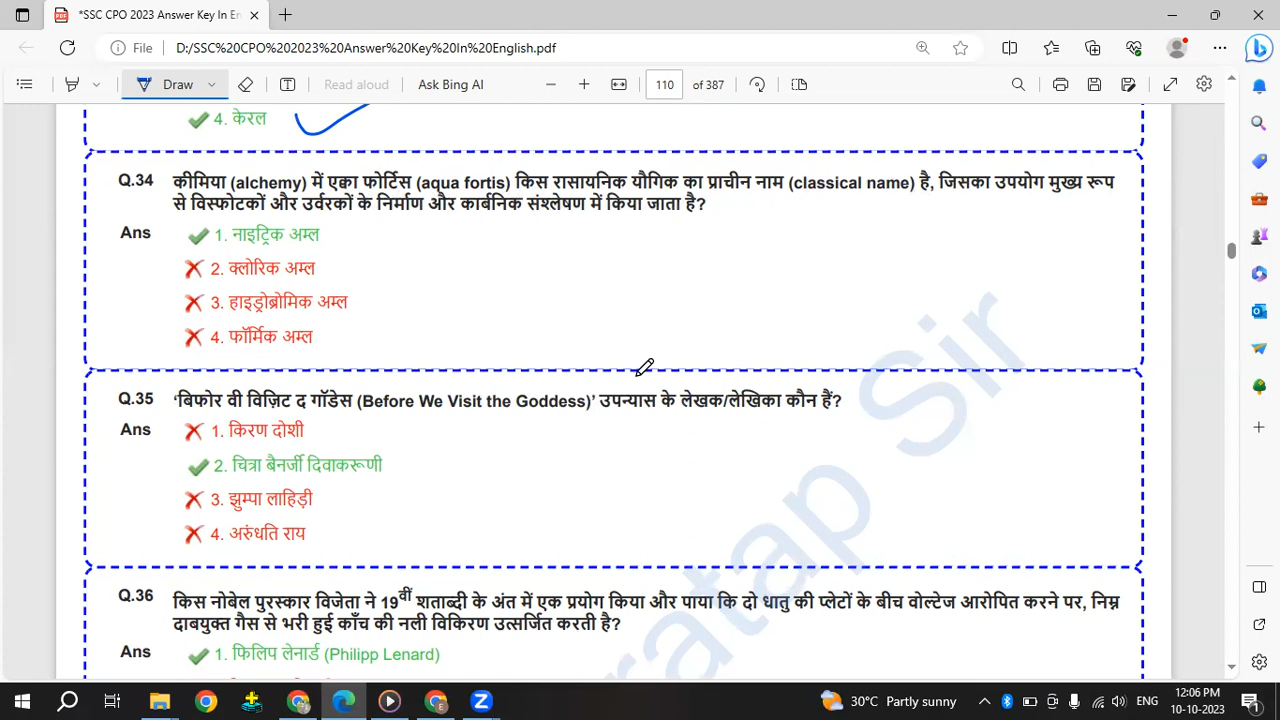 *SSC CPO 2023 Answer Key In En
File
D:/SSC%20CPO%202023%20Answer%20Key%20In%20English.pdf
Draw
Read aloud
Ask Bing AI
110 of 387
4. केरल
Q.34 कीमिया (alchemy) में एक्वा फोर्टिस (aqua fortis) किस रासायनिक यौगिक का प्राचीन नाम (classical name) है, जिसका उपयोग मुख्य रूप
से विस्फोटकों और उर्वरकों के निर्माण और कार्बनिक संश्लेषण में किया जाता है?
Ans 1. नाइट्रिक अम्ल
2. क्लोरिक अम्ल
3. हाइड्रोब्रोमिक अम्ल
4. फॉर्मिक अम्ल
Q.35 ‘बिफोर वी विज़िट द गॉडेस (Before We Visit the Goddess)’ उपन्यास के लेखक/लेखिका कौन हैं?
Ans 1. किरण दोशी
2. चित्रा बैनर्जी दिवाकरूणी
3. झुम्पा लाहिड़ी
4. अरुंधति राय
Q.36 किस नोबेल पुरस्कार विजेता ने 19वीं शताब्दी के अंत में एक प्रयोग किया और पाया कि दो धातु की प्लेटों के बीच वोल्टेज आरोपित करने पर, निम्न
दाबयुक्त गैस से भरी हुई काँच की नली विकिरण उत्सर्जित करती है?
Ans 1. फिलिप लेनार्ड (Philipp Lenard)
ratap Sir
30°C Partly sunny
ENG
12:06 PM
10-10-2023